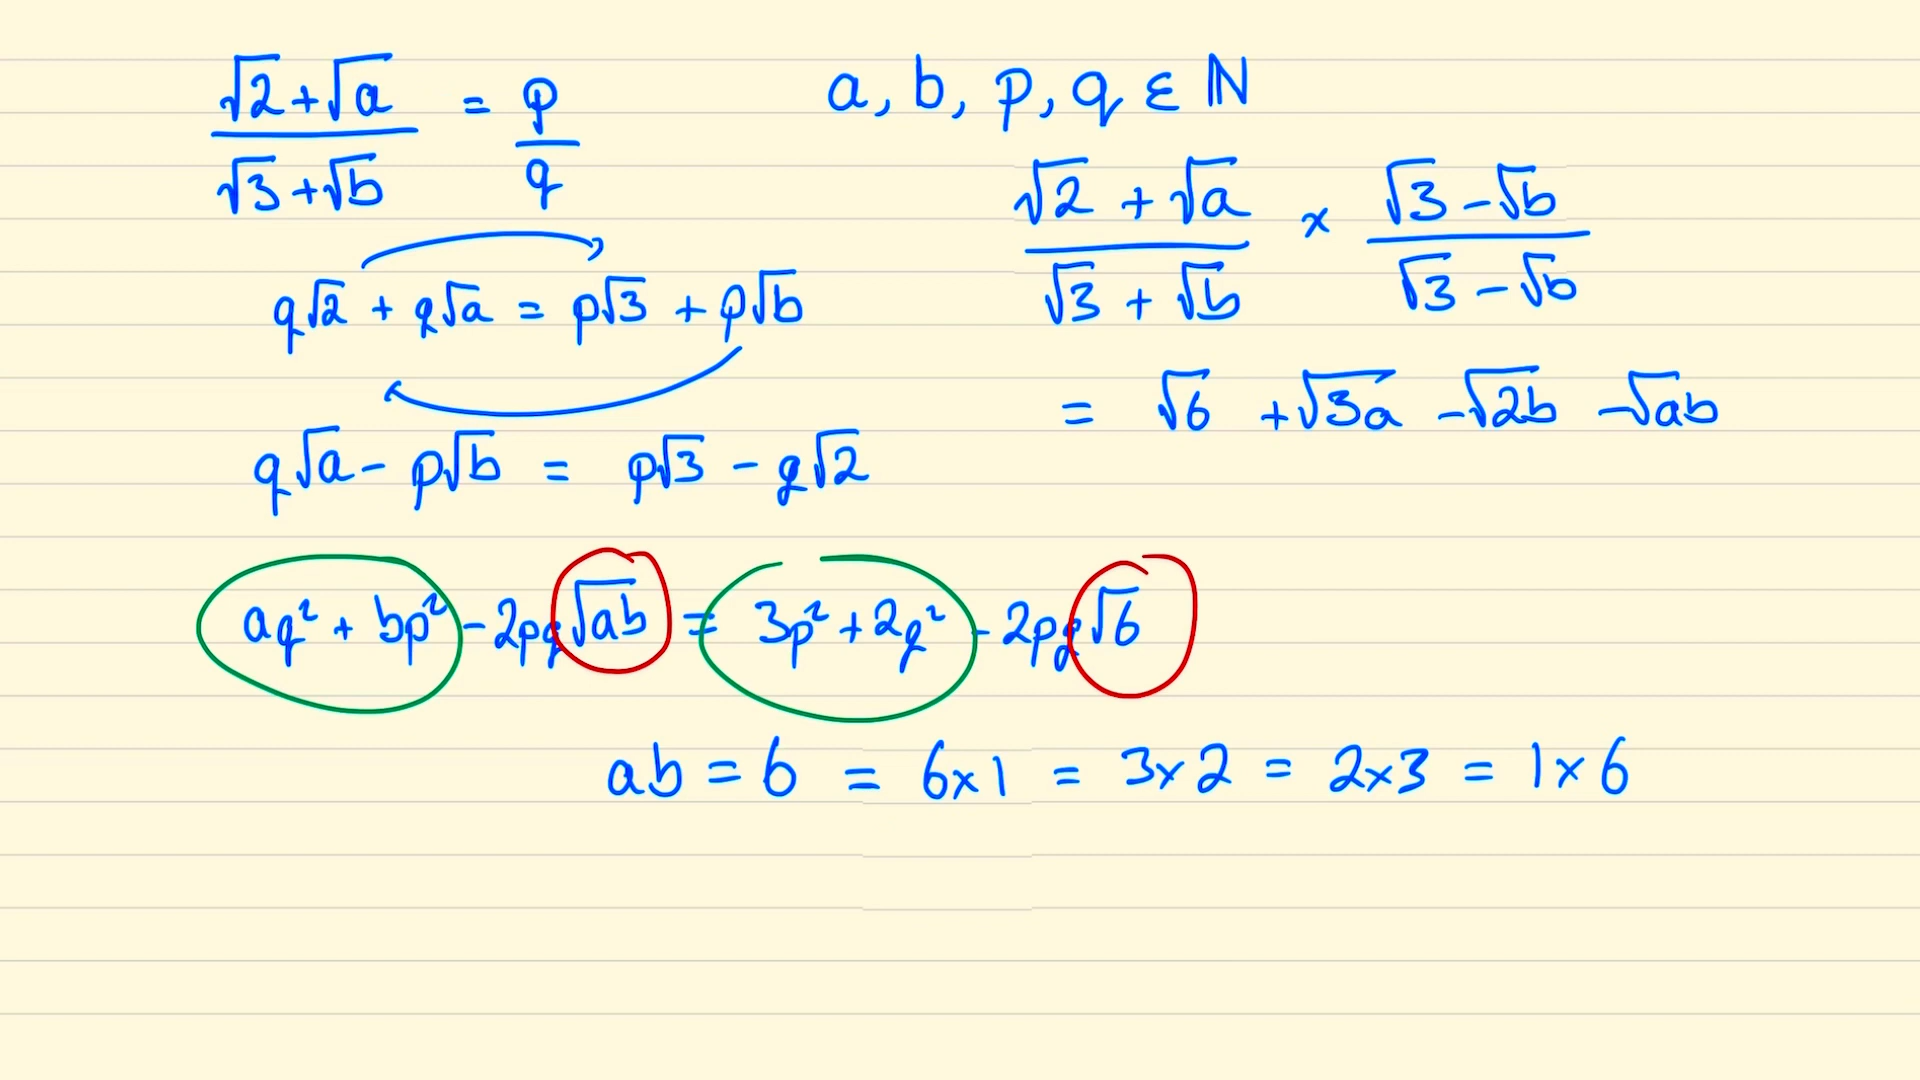 (√2+√a)/(√3+√b) = p/q
a, b, p, q ε ℕ
(√2 + √a)/(√3 + √b) × (√3 - √b)/(√3 - √b)
q√2 + q√a = p√3 + p√b
= √6 + √3a - √2b - √ab
q√a - p√b = p√3 - q√2
aq² + bp² - 2pq√ab = 3p² + 2q² - 2pq√6
ab = 6 = 6×1 = 3×2 = 2×3 = 1×6